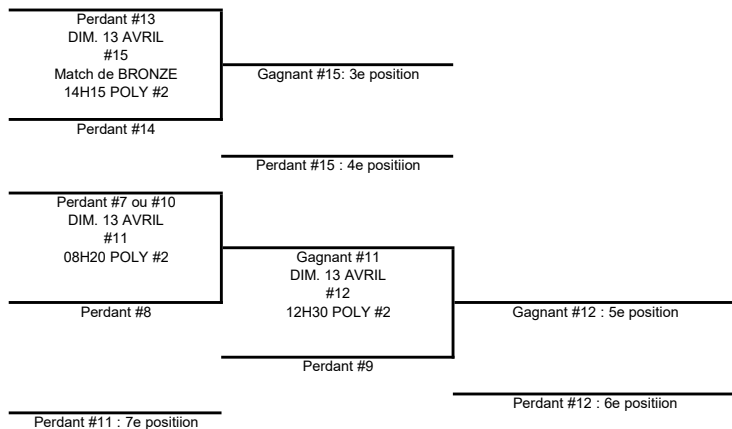 Perdant #13
DIM. 13 AVRIL
#15
Match de BRONZE
14H15 POLY #2
Gagnant #15: 3e position
Perdant #14
Perdant #15 : 4e positiion
Perdant #7 ou #10
DIM. 13 AVRIL
#11
08H20 POLY #2
Gagnant #11
DIM. 13 AVRIL
#12
12H30 POLY #2
Perdant #8
Gagnant #12 : 5e position
Perdant #9
Perdant #12 : 6e positiion
Perdant #11 : 7e positiion